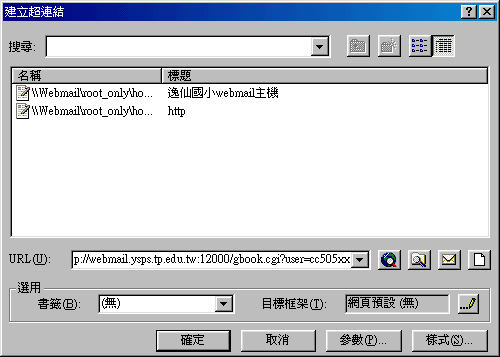 建立超連結
搜尋:
名稱 標題
\\Webmail\root_only\ho... 逸仙國小webmail主機
\\Webmail\root_only\ho... http
URL(U): p://webmail.ysps.tp.edu.tw:12000/gbook.cgi?user=cc505xx
選用
書籤(B): (無) 目標框架(T): 網頁預設 (無)
確定 取消 參數(P)... 樣式(S)...